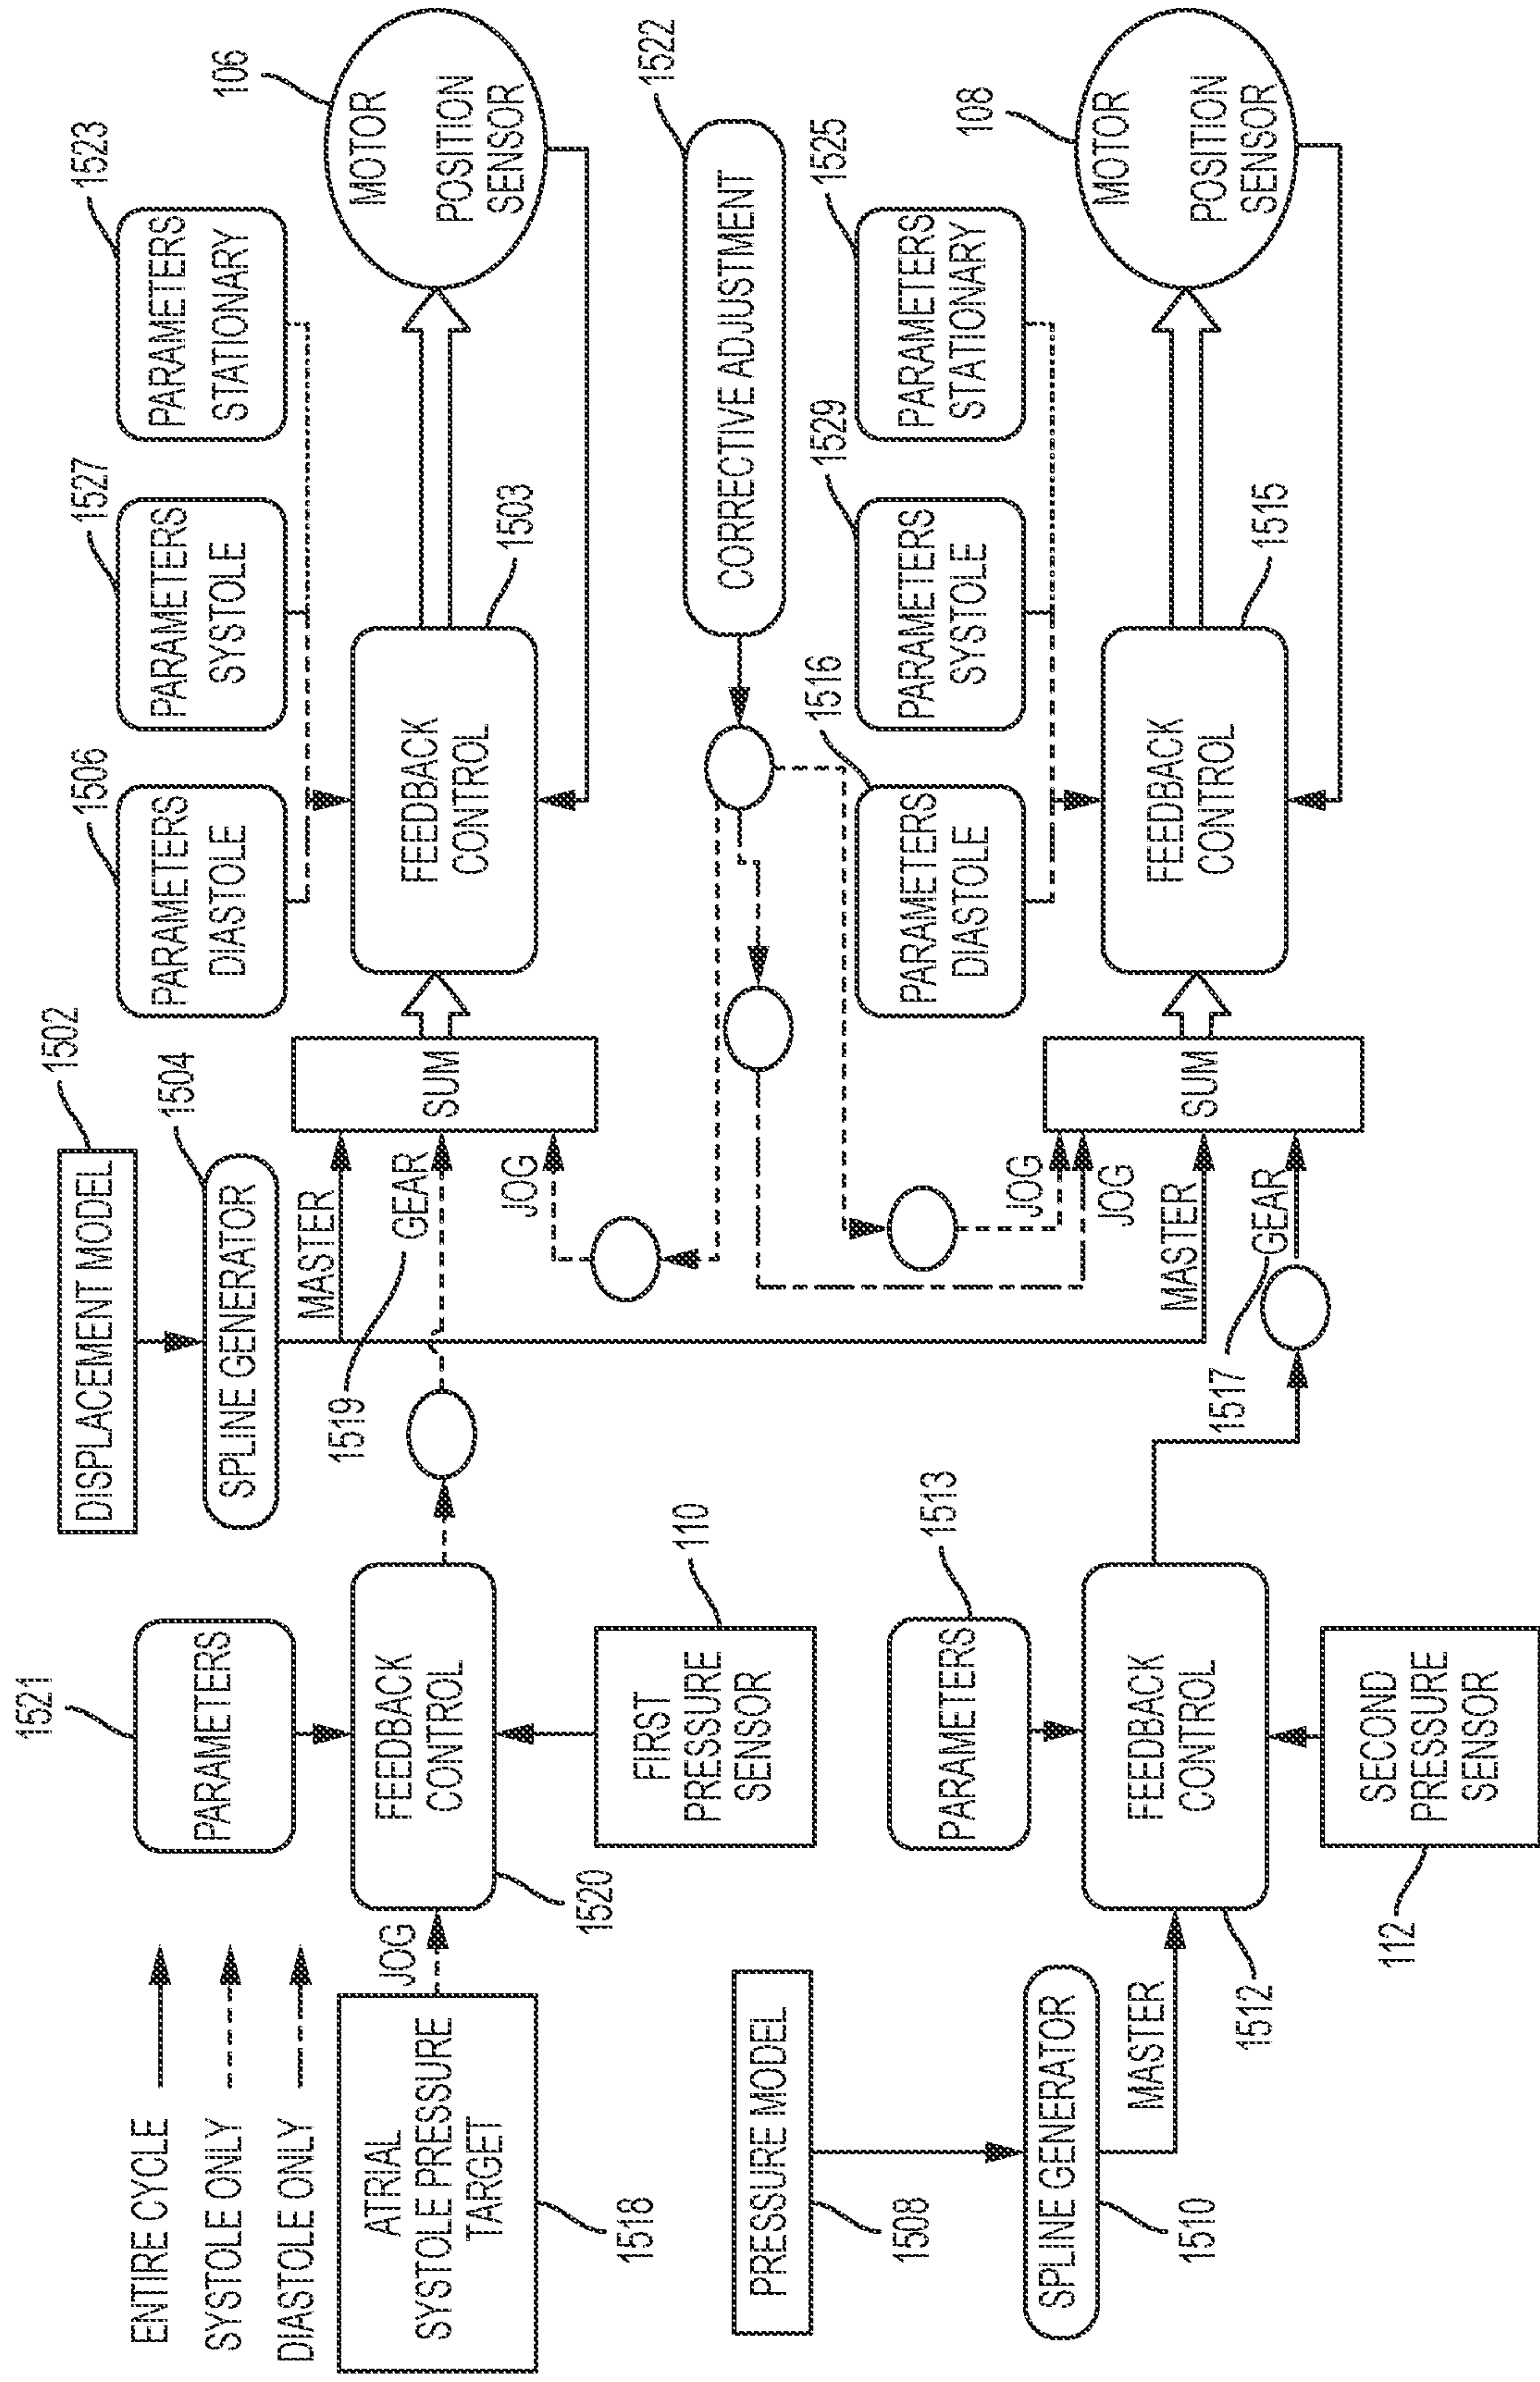 ENTIRE CYCLE
SYSTOLE ONLY
DIASTOLE ONLY
ATRIAL
SYSTOLE PRESSURE
TARGET
1518
JOG
1521
PARAMETERS
FEEDBACK
CONTROL
1520
FIRST
PRESSURE
SENSOR
110
1502
DISPLACEMENT MODEL
1504
SPLINE GENERATOR
MASTER
1519
GEAR
JOG
SUM
1506
PARAMETERS
DIASTOLE
1527
PARAMETERS
SYSTOLE
1523
PARAMETERS
STATIONARY
FEEDBACK
CONTROL
1503
106
MOTOR
POSITION
SENSOR
1522
CORRECTIVE ADJUSTMENT
PRESSURE MODEL
1508
SPLINE GENERATOR
1510
MASTER
1513
PARAMETERS
FEEDBACK
CONTROL
1512
SECOND
PRESSURE
SENSOR
112
JOG
JOG
MASTER
1517
GEAR
SUM
1516
PARAMETERS
DIASTOLE
1529
PARAMETERS
SYSTOLE
1525
PARAMETERS
STATIONARY
FEEDBACK
CONTROL
1515
108
MOTOR
POSITION
SENSOR